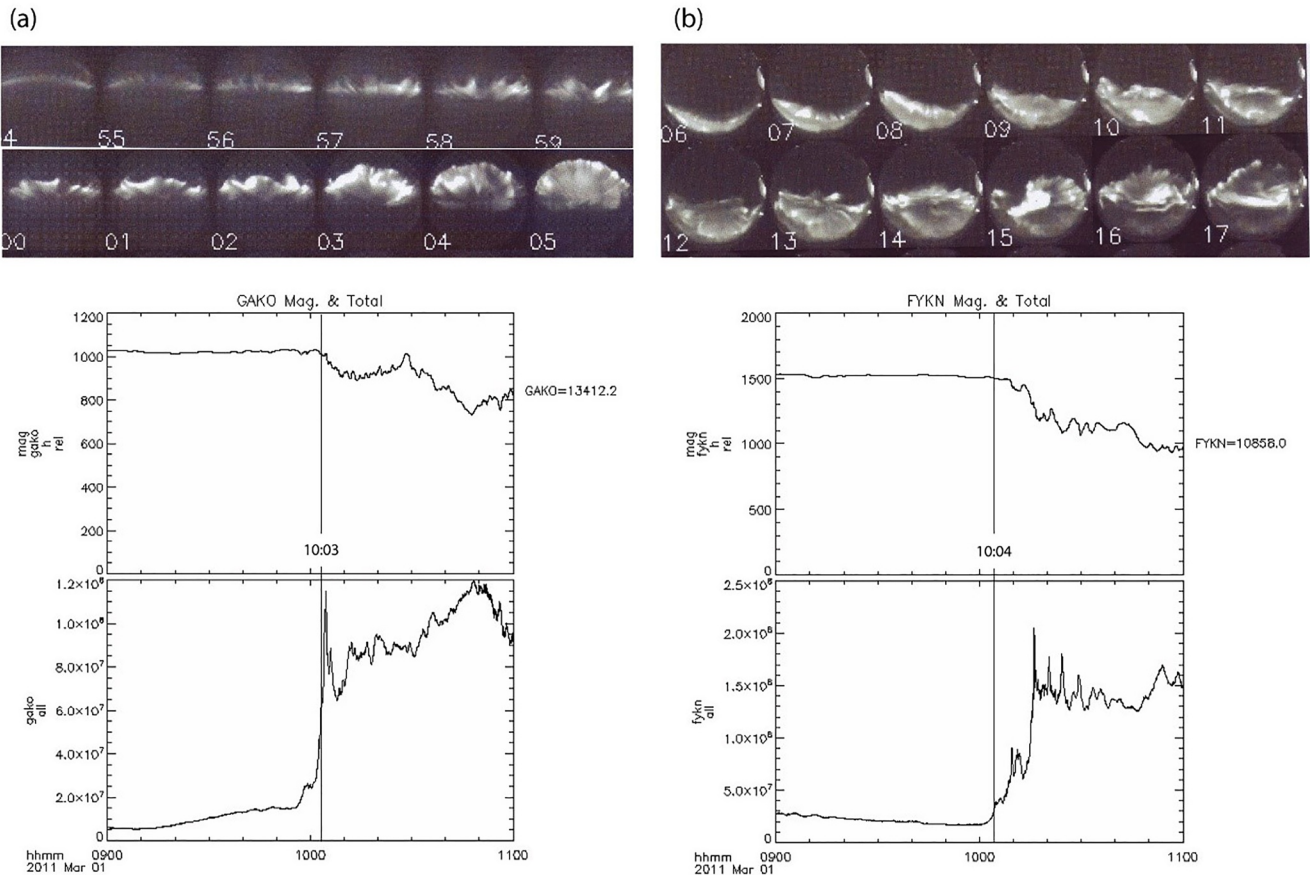 (a)
4 55 56 57 58 59
00 01 02 03 04 05
GAKO Mag. & Total
1200
1000
800
600
400
200
0
mag
gako
h
rel
GAKO=13412.2
10:03
1.2×10⁸
1.0×10⁸
8.0×10⁷
6.0×10⁷
4.0×10⁷
2.0×10⁷
0
gako
all
0900 1000 1100
hhmm
2011 Mar 01
(b)
06 07 08 09 10 11
12 13 14 15 16 17
FYKN Mag. & Total
2000
1500
1000
500
0
mag
fykn
h
rel
FYKN=10858.0
10:04
2.5×10⁸
2.0×10⁸
1.5×10⁸
1.0×10⁸
5.0×10⁷
0
fykn
all
0900 1000 1100
hhmm
2011 Mar 01